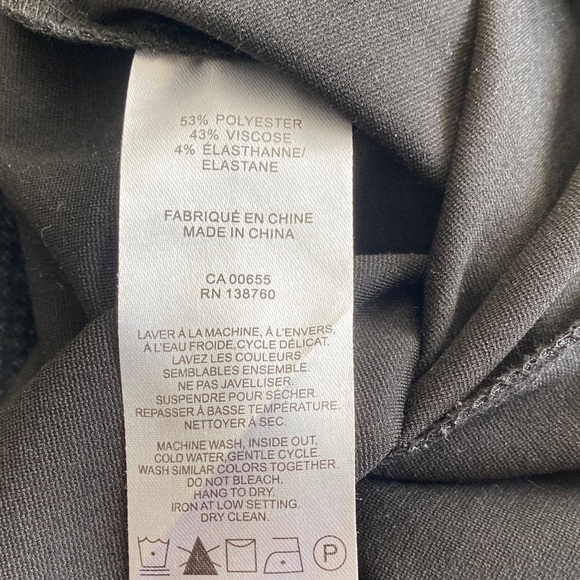 53% POLYESTER
43% VISCOSE
4% ÉLASTHANNE/
ELASTANE
FABRIQUÉ EN CHINE
MADE IN CHINA
CA 00655
RN 138760
LAVER À LA MACHINE, À L'ENVERS,
À L'EAU FROIDE,CYCLE DÉLICAT.
LAVEZ LES COULEURS
SEMBLABLES ENSEMBLE.
NE PAS JAVELLISER.
SUSPENDRE POUR SÉCHER.
REPASSER À BASSE TEMPÉRATURE.
NETTOYER À SEC.
MACHINE WASH, INSIDE OUT,
COLD WATER,GENTLE CYCLE.
WASH SIMILAR COLORS TOGETHER.
DO NOT BLEACH.
HANG TO DRY.
IRON AT LOW SETTING.
DRY CLEAN.
P